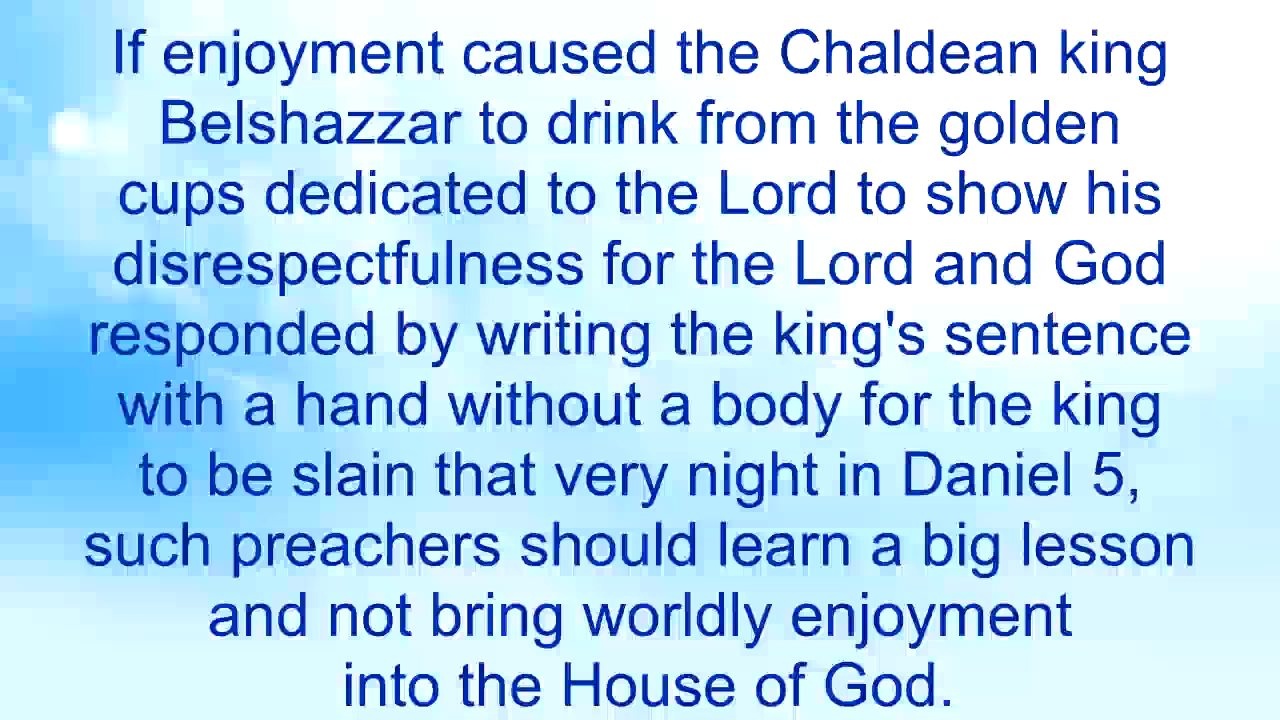 If enjoyment caused the Chaldean king
Belshazzar to drink from the golden
cups dedicated to the Lord to show his
disrespectfulness for the Lord and God
responded by writing the king's sentence
with a hand without a body for the king
to be slain that very night in Daniel 5,
such preachers should learn a big lesson
and not bring worldly enjoyment
into the House of God.